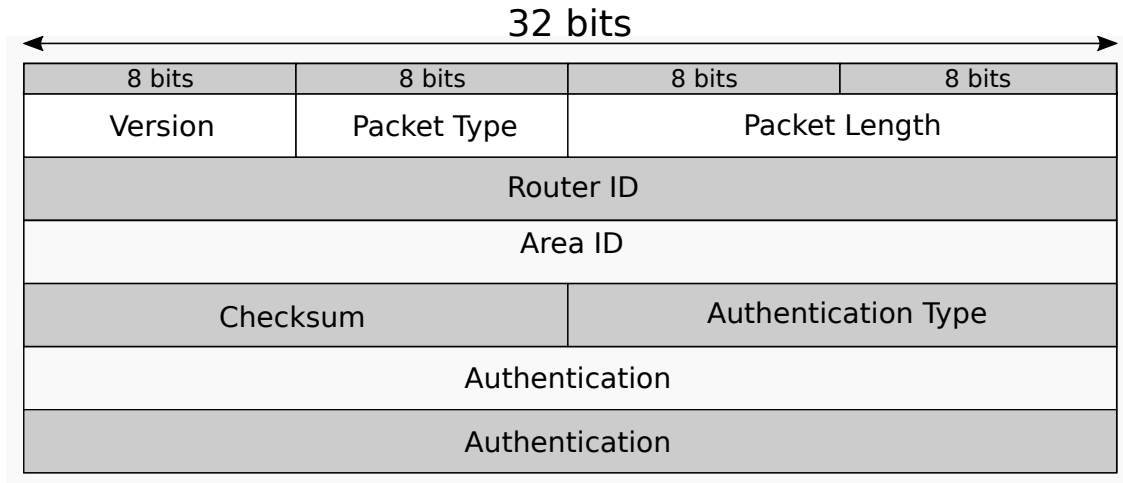 32 bits
8 bits 8 bits 8 bits 8 bits
Version Packet Type Packet Length
Router ID
Area ID
Checksum Authentication Type
Authentication
Authentication